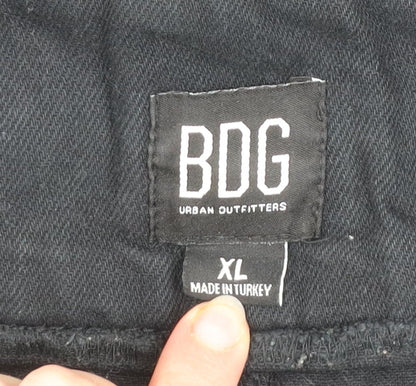 BDG
URBAN OUTFITTERS
XL
MADE IN TURKEY